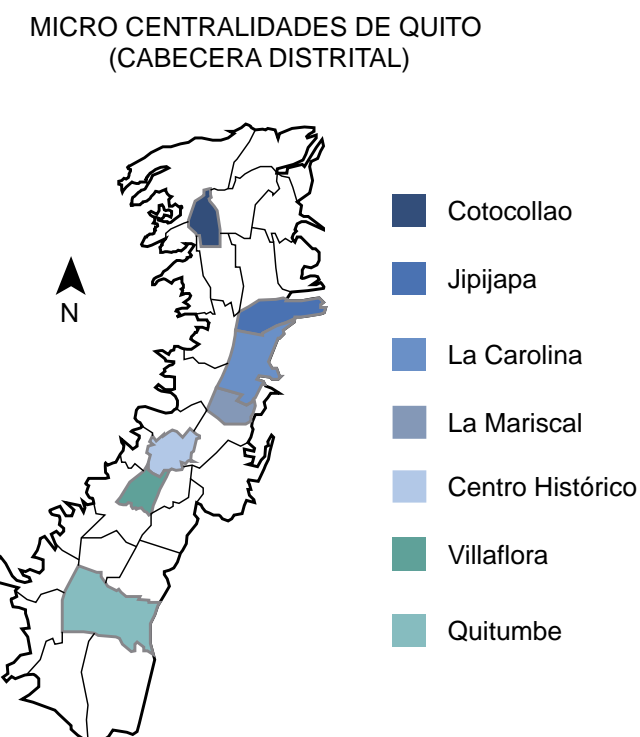 MICRO CENTRALIDADES DE QUITO
(CABECERA DISTRITAL)
N
Cotocollao
Jipijapa
La Carolina
La Mariscal
Centro Histórico
Villaflora
Quitumbe